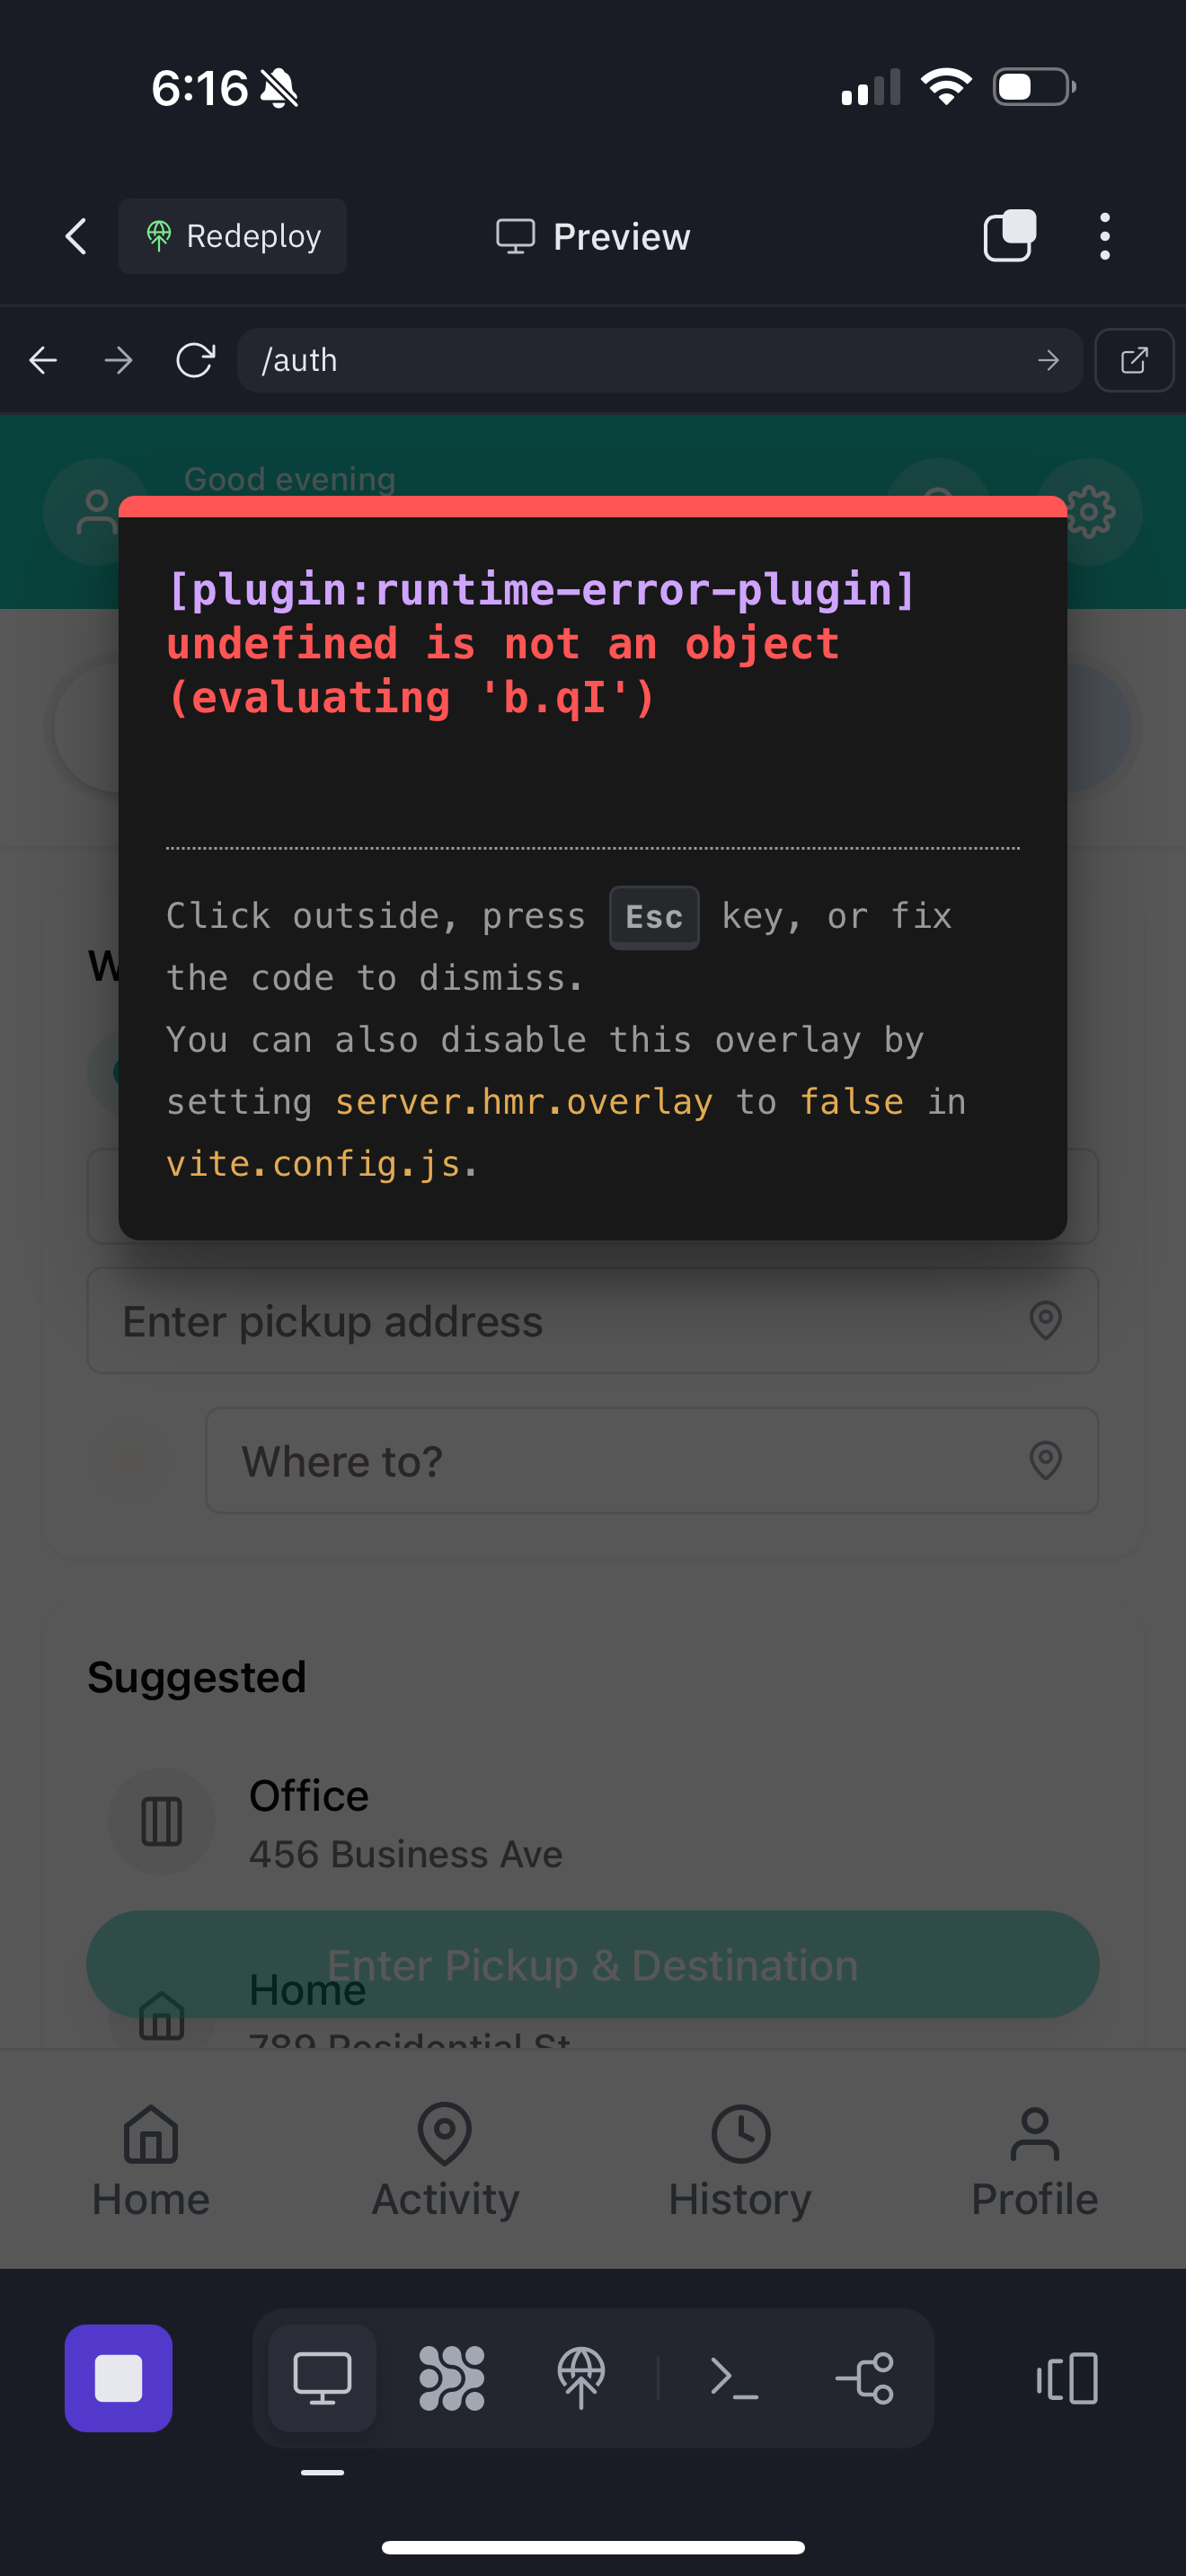 6:16
Redeploy
Preview
/auth
Good evening
[plugin:runtime-error-plugin]
undefined is not an object
(evaluating 'b.qI')
Click outside, press Esc key, or fix
the code to dismiss.
You can also disable this overlay by
setting server.hmr.overlay to false in
vite.config.js.
Enter pickup address
Where to?
Suggested
Office
456 Business Ave
Enter Pickup & Destination
Home
789 Residential St
Home
Activity
History
Profile